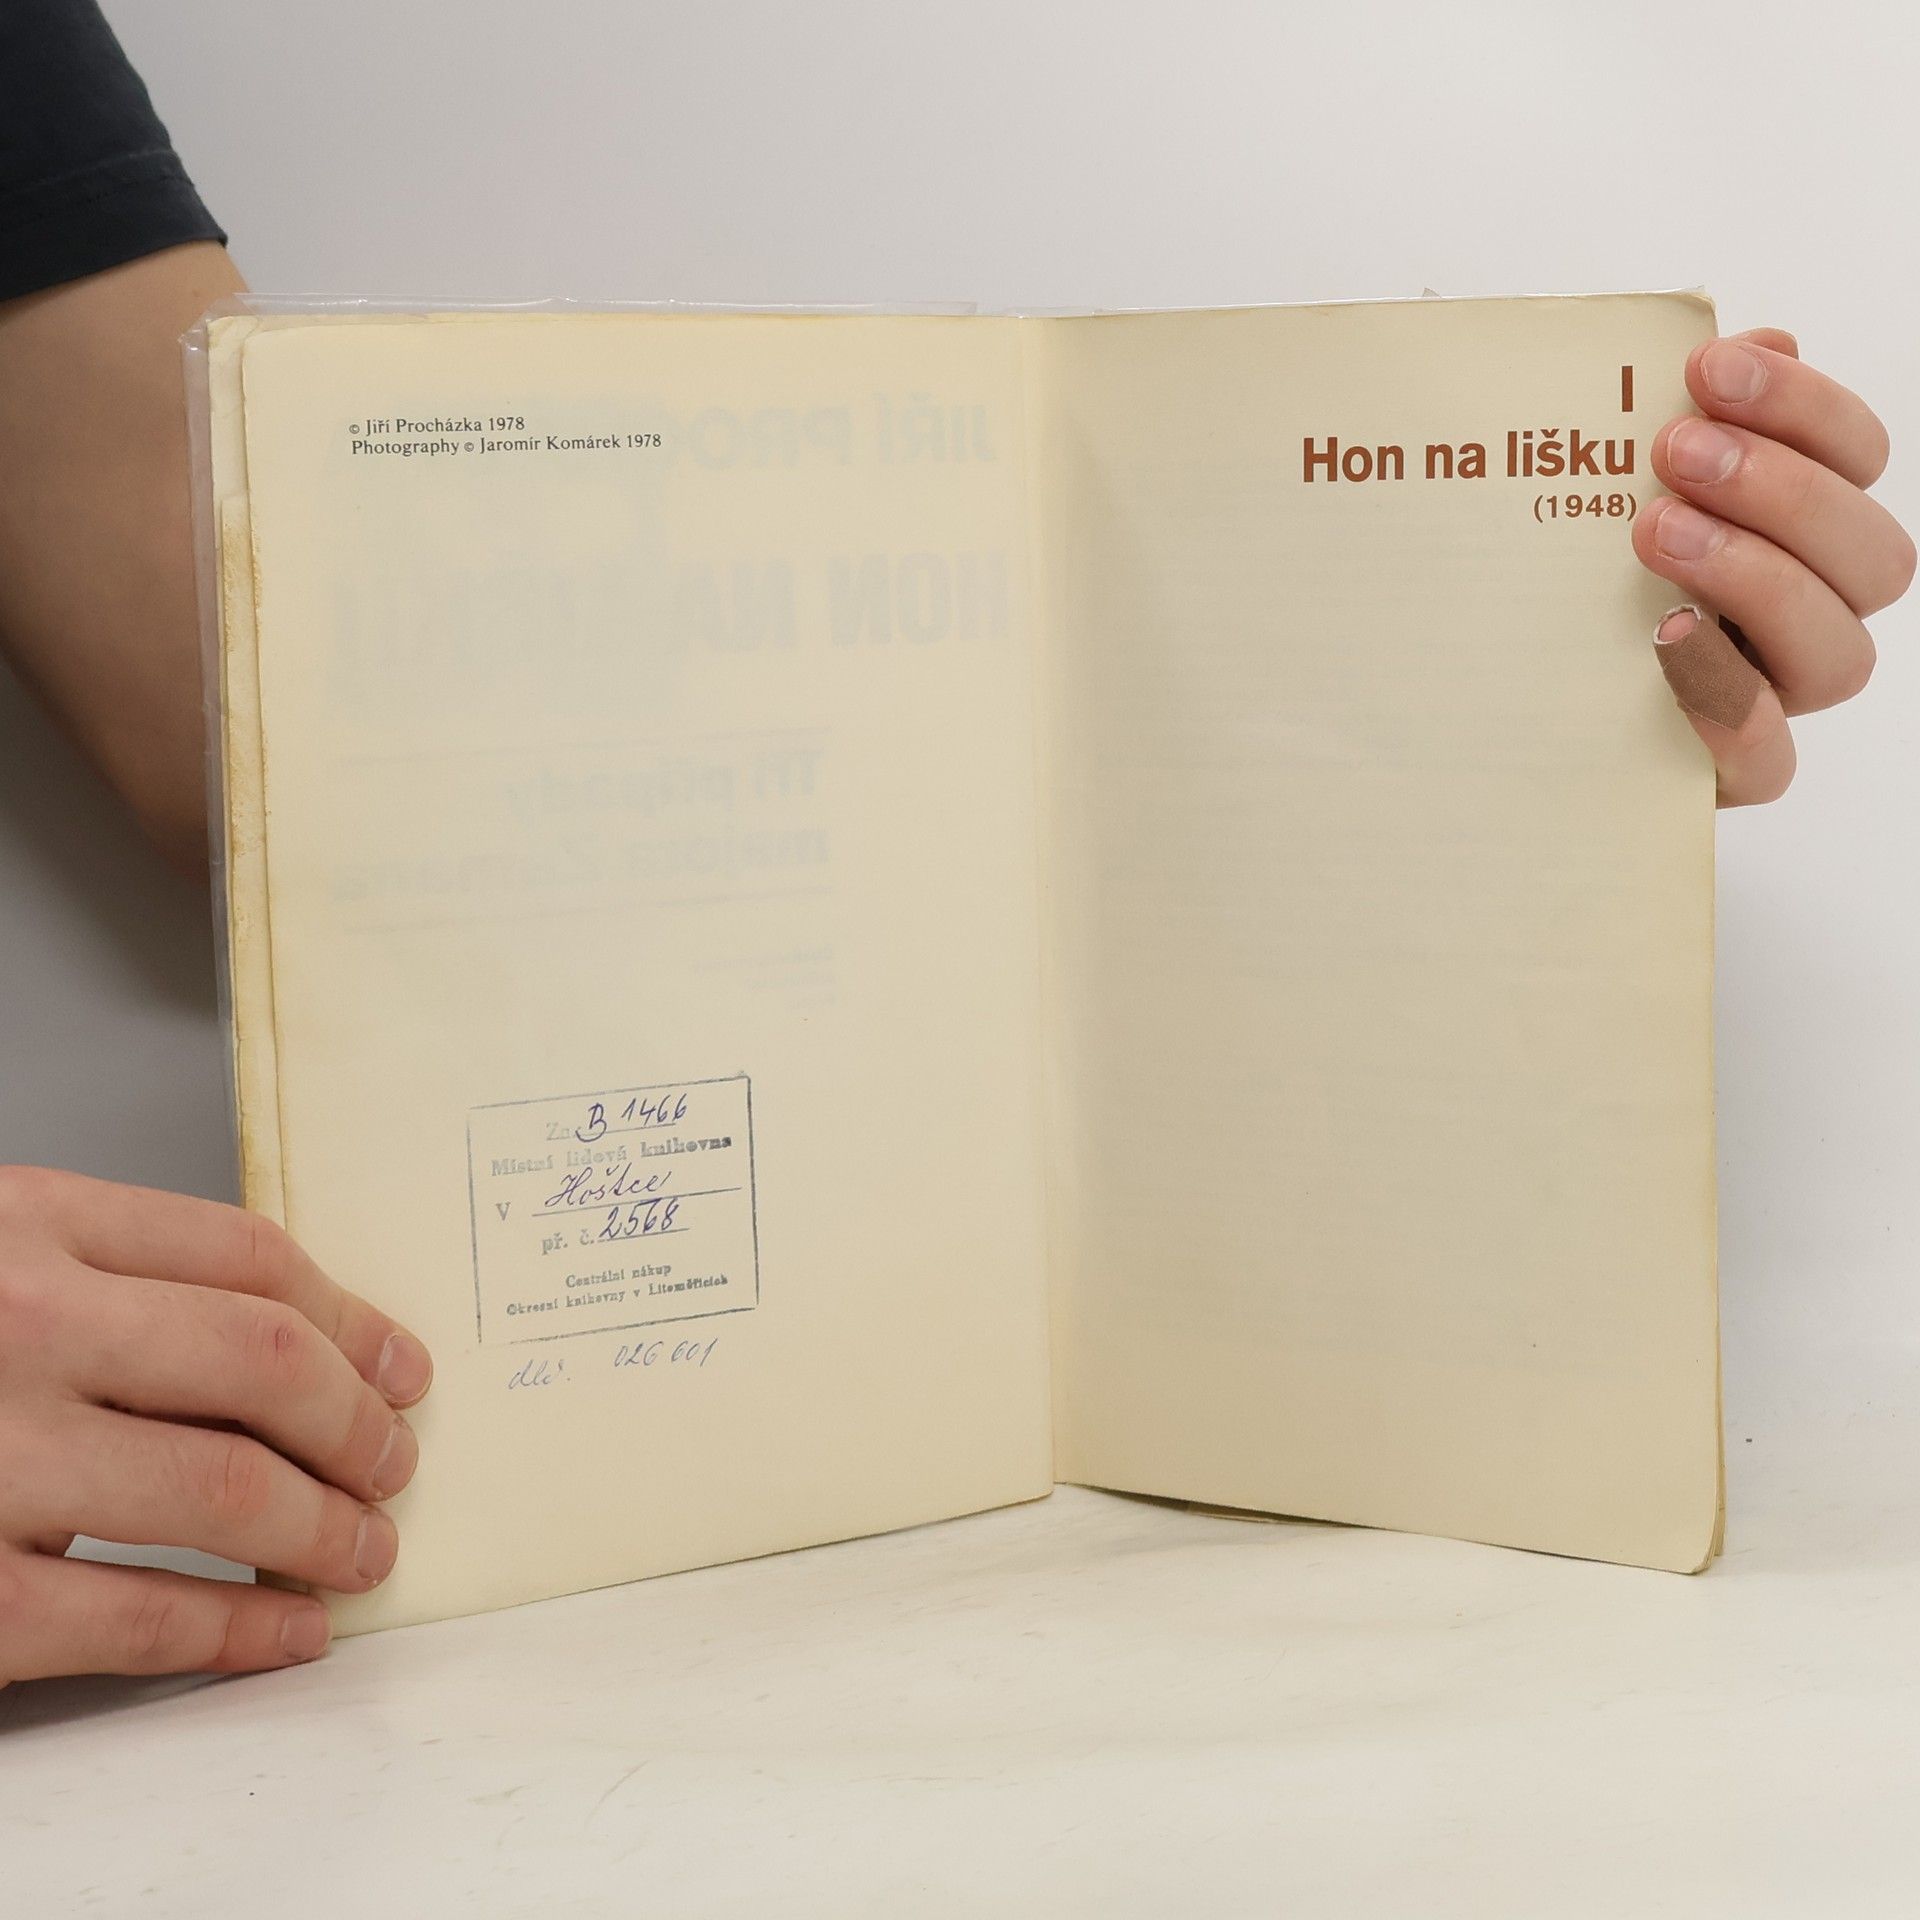 © Jiří Procházka 1978
Photography © Jaromír Komárek 1978
Zn. B 1466
Místní lidová knihovna
V Hoštce
př. č. 2568
Centrální nákup
Okresní knihovny v Litoměřicích
026 601
I
Hon na lišku
(1948)